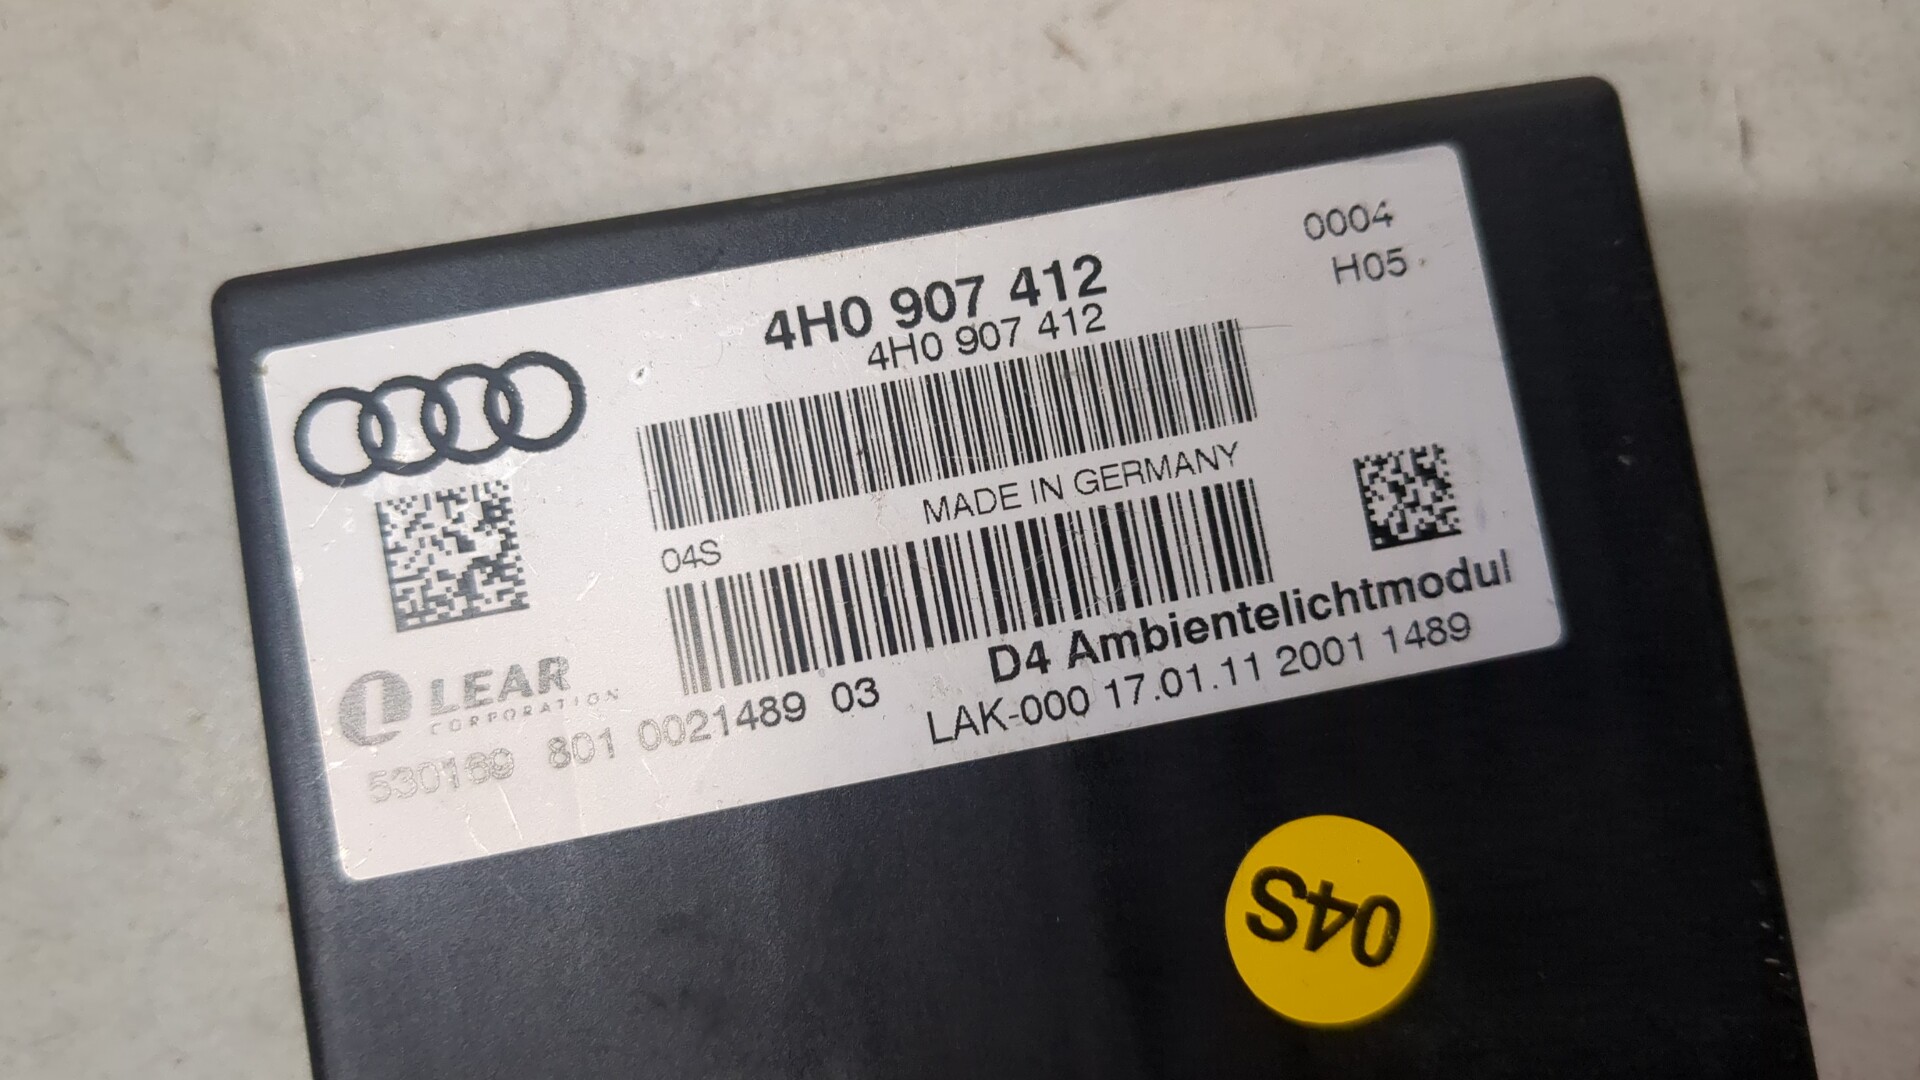 0004
H05
4H0 907 412
4H0 907 412
MADE IN GERMANY
04S
D4 Ambientelichtmodul
LEAR
CORPORATION
530169 801 0021489 03
LAK-000 17.01.11 2001 1489
04S